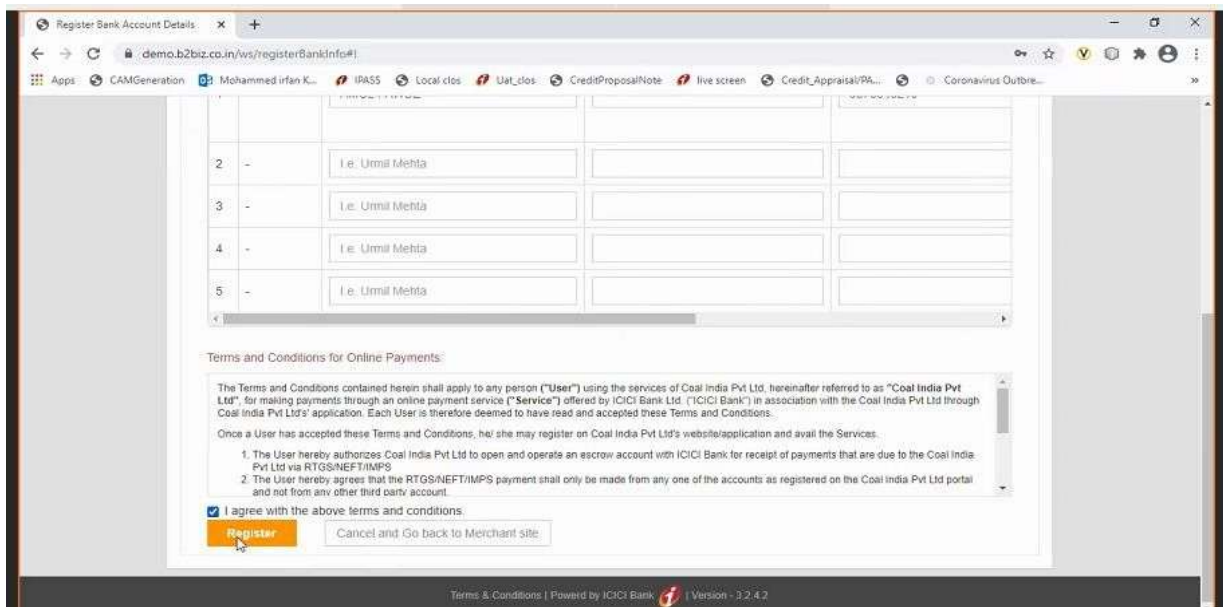 Register Bank Account Details
demo.b2biz.co.in/ws/registerBankInfo#!
Apps CAMGeneration Mohammed irfan K... IPASS Local clos Uat_clos CreditProposalNote live screen Credit_Appraisal/PA... Coronavirus Outbre...
2 - I.e. Urmil Mehta
3 - I.e. Urmil Mehta
4 - I.e. Urmil Mehta
5 - I.e. Urmil Mehta
Terms and Conditions for Online Payments:
The Terms and Conditions contained herein shall apply to any person ("User") using the services of Coal India Pvt Ltd, hereinafter referred to as "Coal India Pvt
Ltd", for making payments through an online payment service ("Service") offered by ICICI Bank Ltd. ("ICICI Bank") in association with the Coal India Pvt Ltd through
Coal India Pvt Ltd's' application. Each User is therefore deemed to have read and accepted these Terms and Conditions.
Once a User has accepted these Terms and Conditions, he/ she may register on Coal India Pvt Ltd's website/application and avail the Services.
1. The User hereby authorizes Coal India Pvt Ltd to open and operate an escrow account with ICICI Bank for receipt of payments that are due to the Coal India
Pvt Ltd via RTGS/NEFT/IMPS
2. The User hereby agrees that the RTGS/NEFT/IMPS payment shall only be made from any one of the accounts as registered on the Coal India Pvt Ltd portal
and not from any other third party account.
I agree with the above terms and conditions.
Register Cancel and Go back to Merchant site
Terms & Conditions | Powerd by ICICI Bank | Version - 3.2.4.2